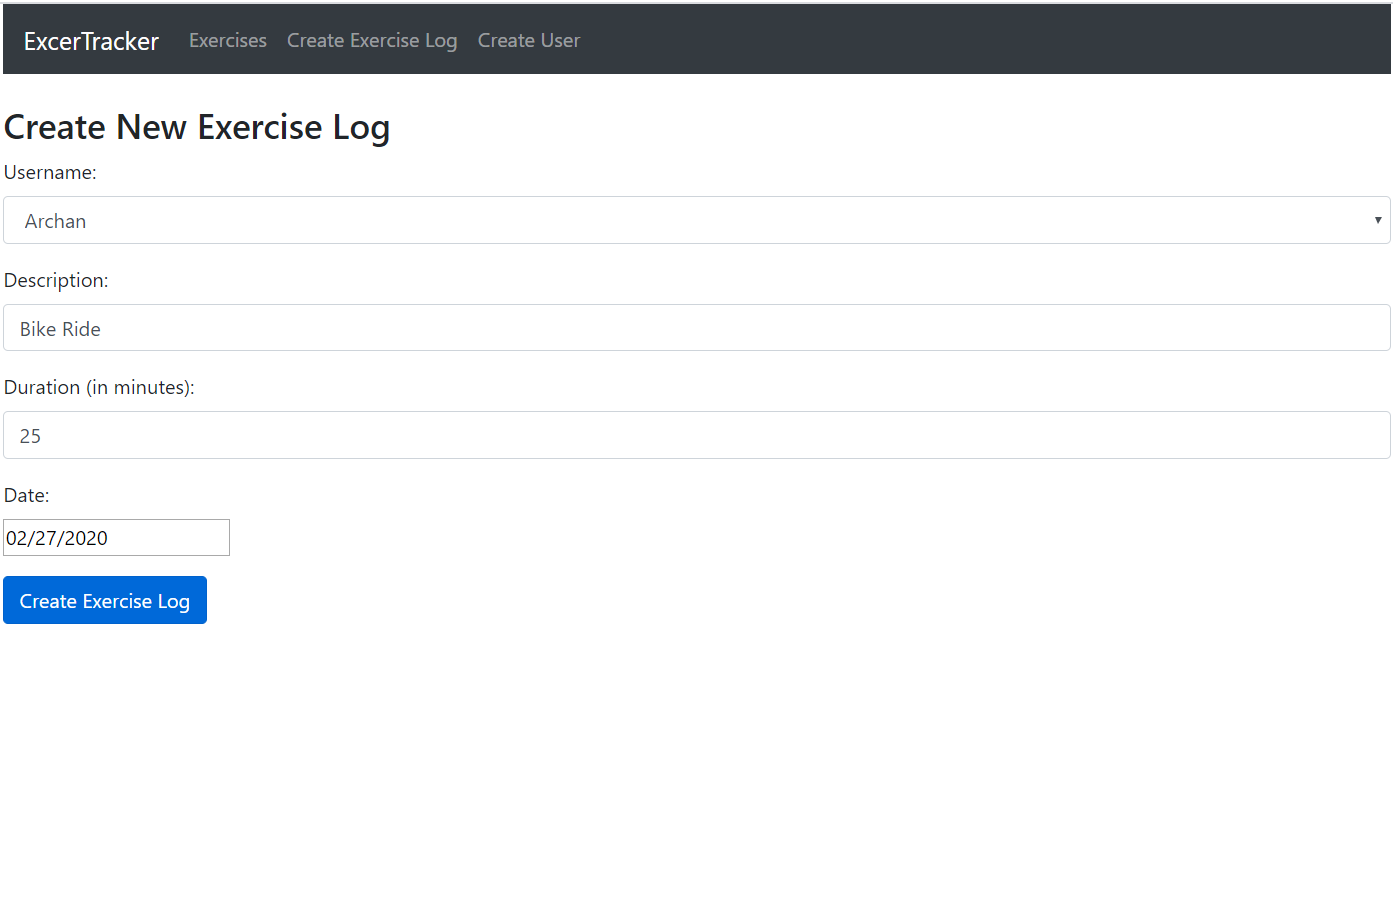 ExcerTracker Exercises Create Exercise Log Create User
Create New Exercise Log
Username:
Archan
Description:
Bike Ride
Duration (in minutes):
25
Date:
02/27/2020
Create Exercise Log